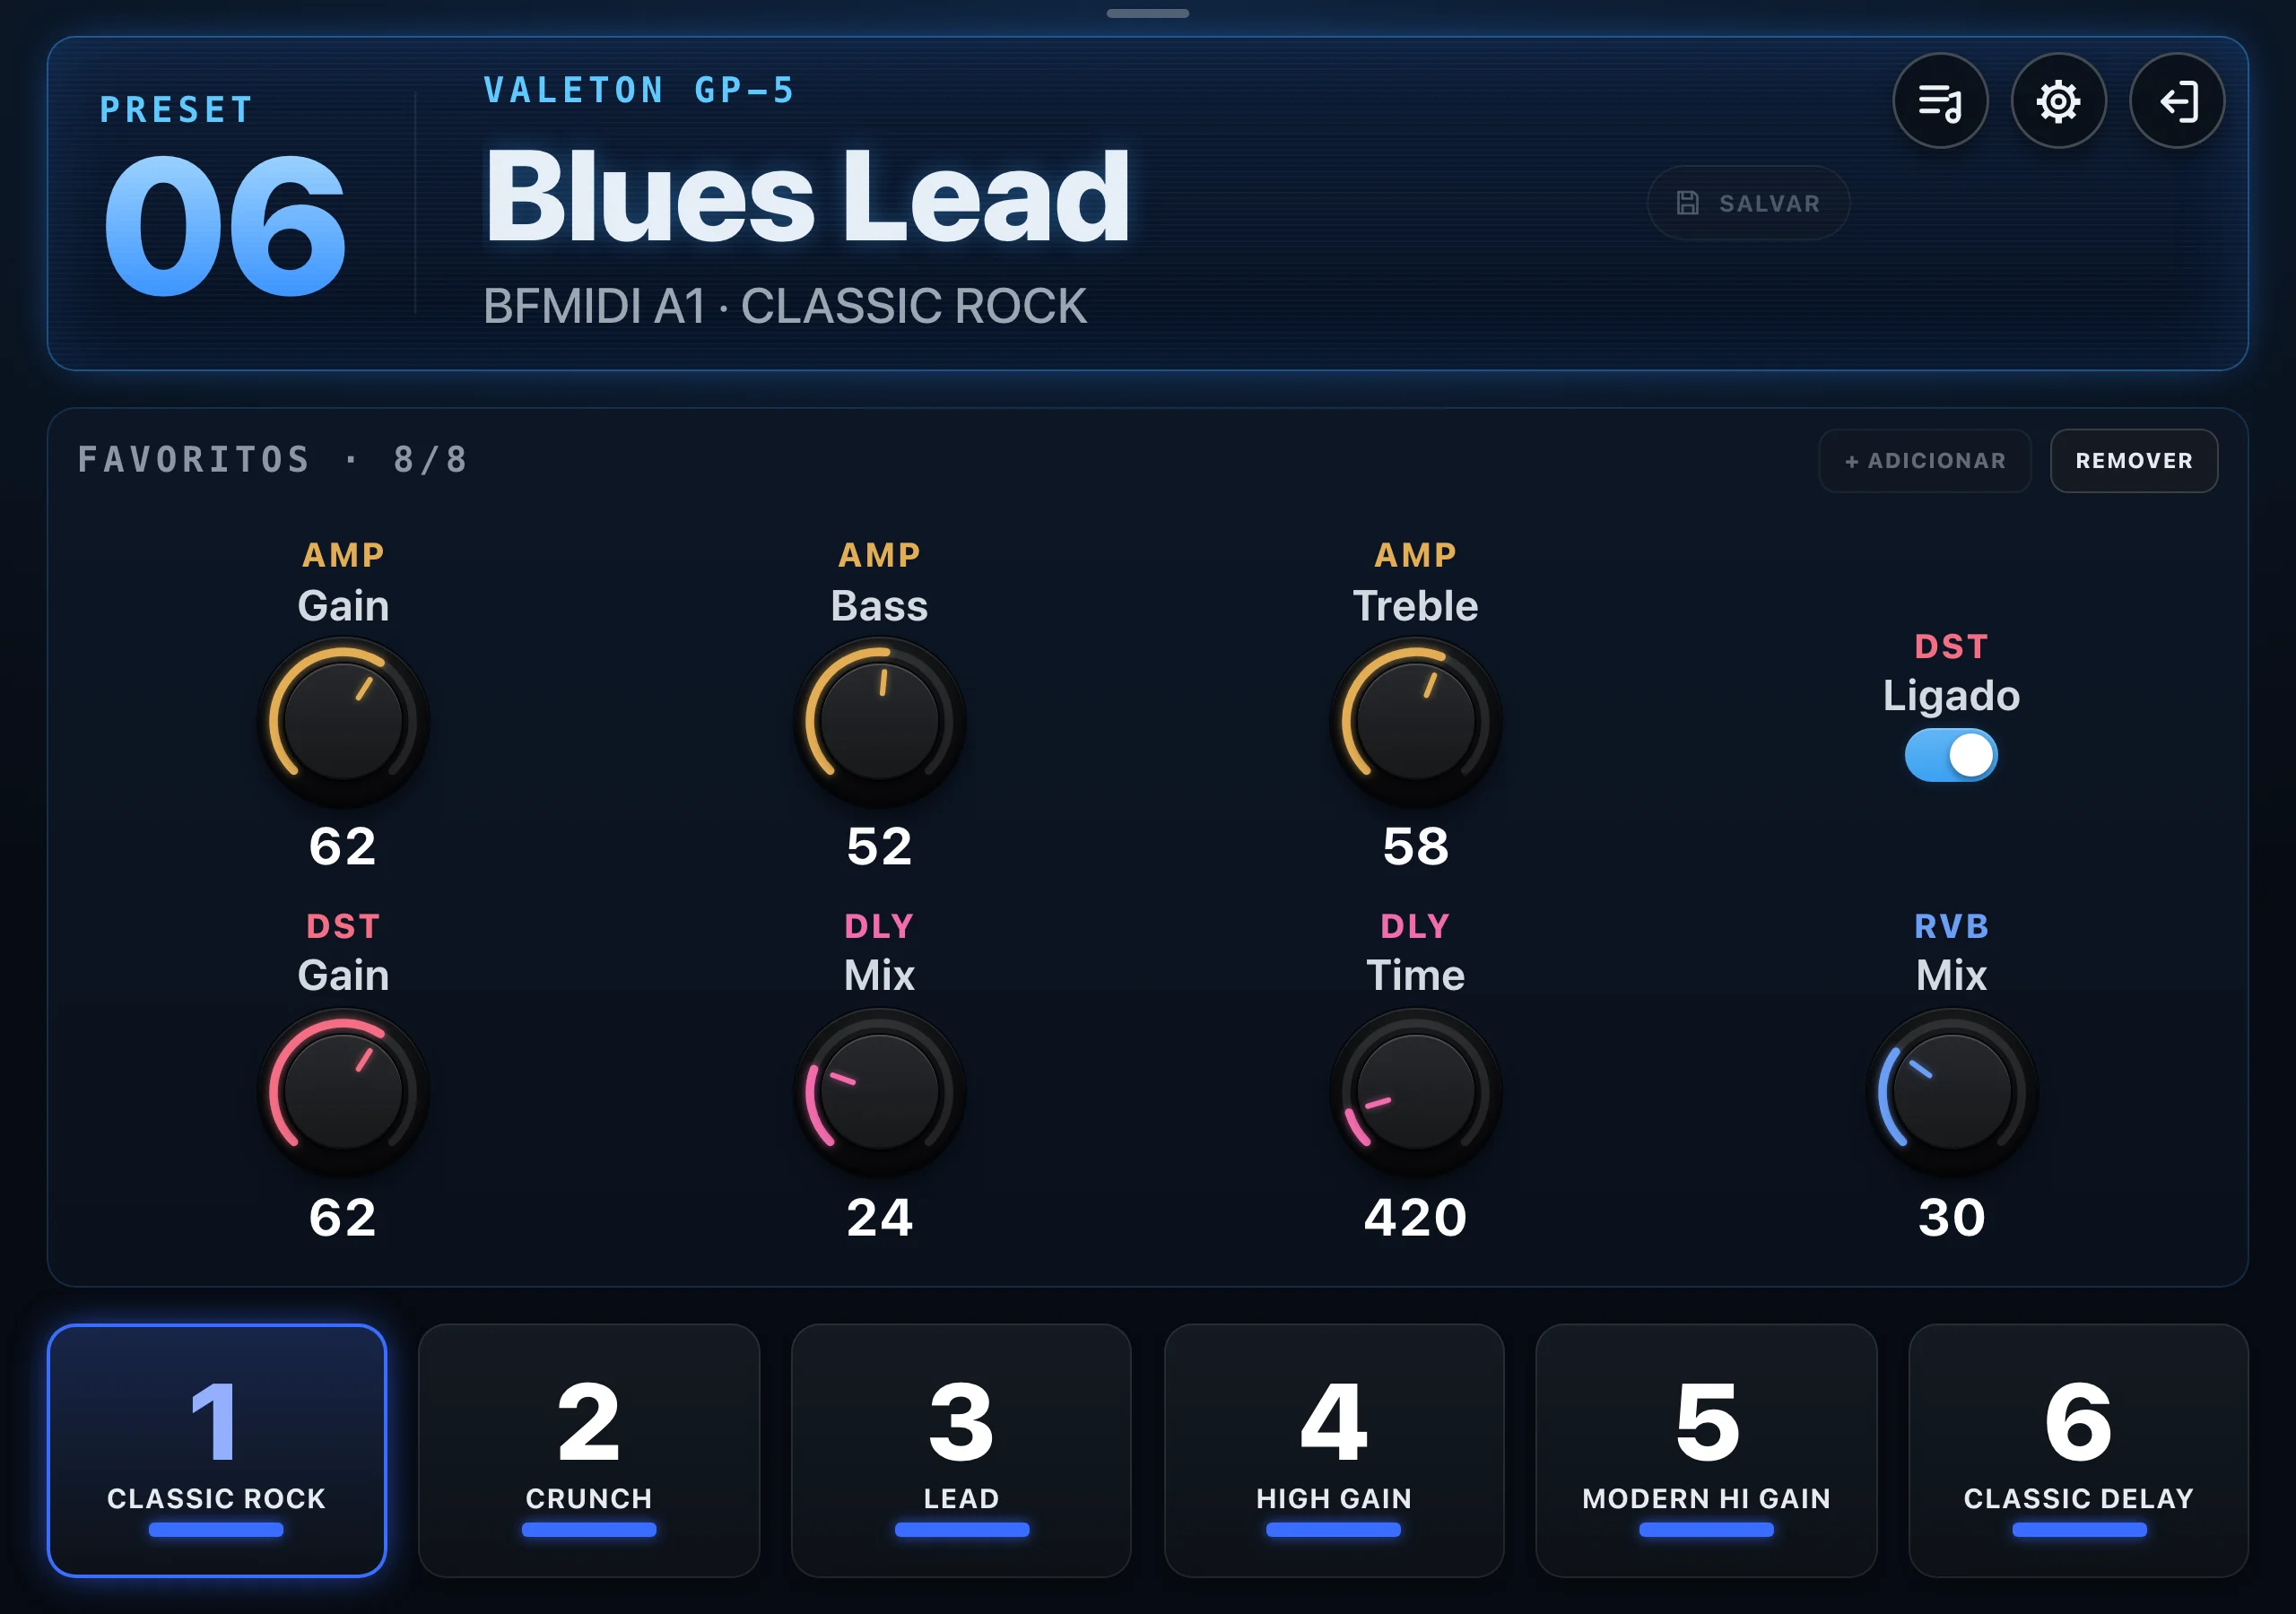 PRESET
06
VALETON GP-5
Blues Lead
BFMIDI A1 · CLASSIC ROCK
SALVAR
FAVORITOS · 8/8
+ ADICIONAR
REMOVER
AMP
Gain
62
AMP
Bass
52
AMP
Treble
58
DST
Ligado
DST
Gain
62
DLY
Mix
24
DLY
Time
420
RVB
Mix
30
1
CLASSIC ROCK
2
CRUNCH
3
LEAD
4
HIGH GAIN
5
MODERN HI GAIN
6
CLASSIC DELAY